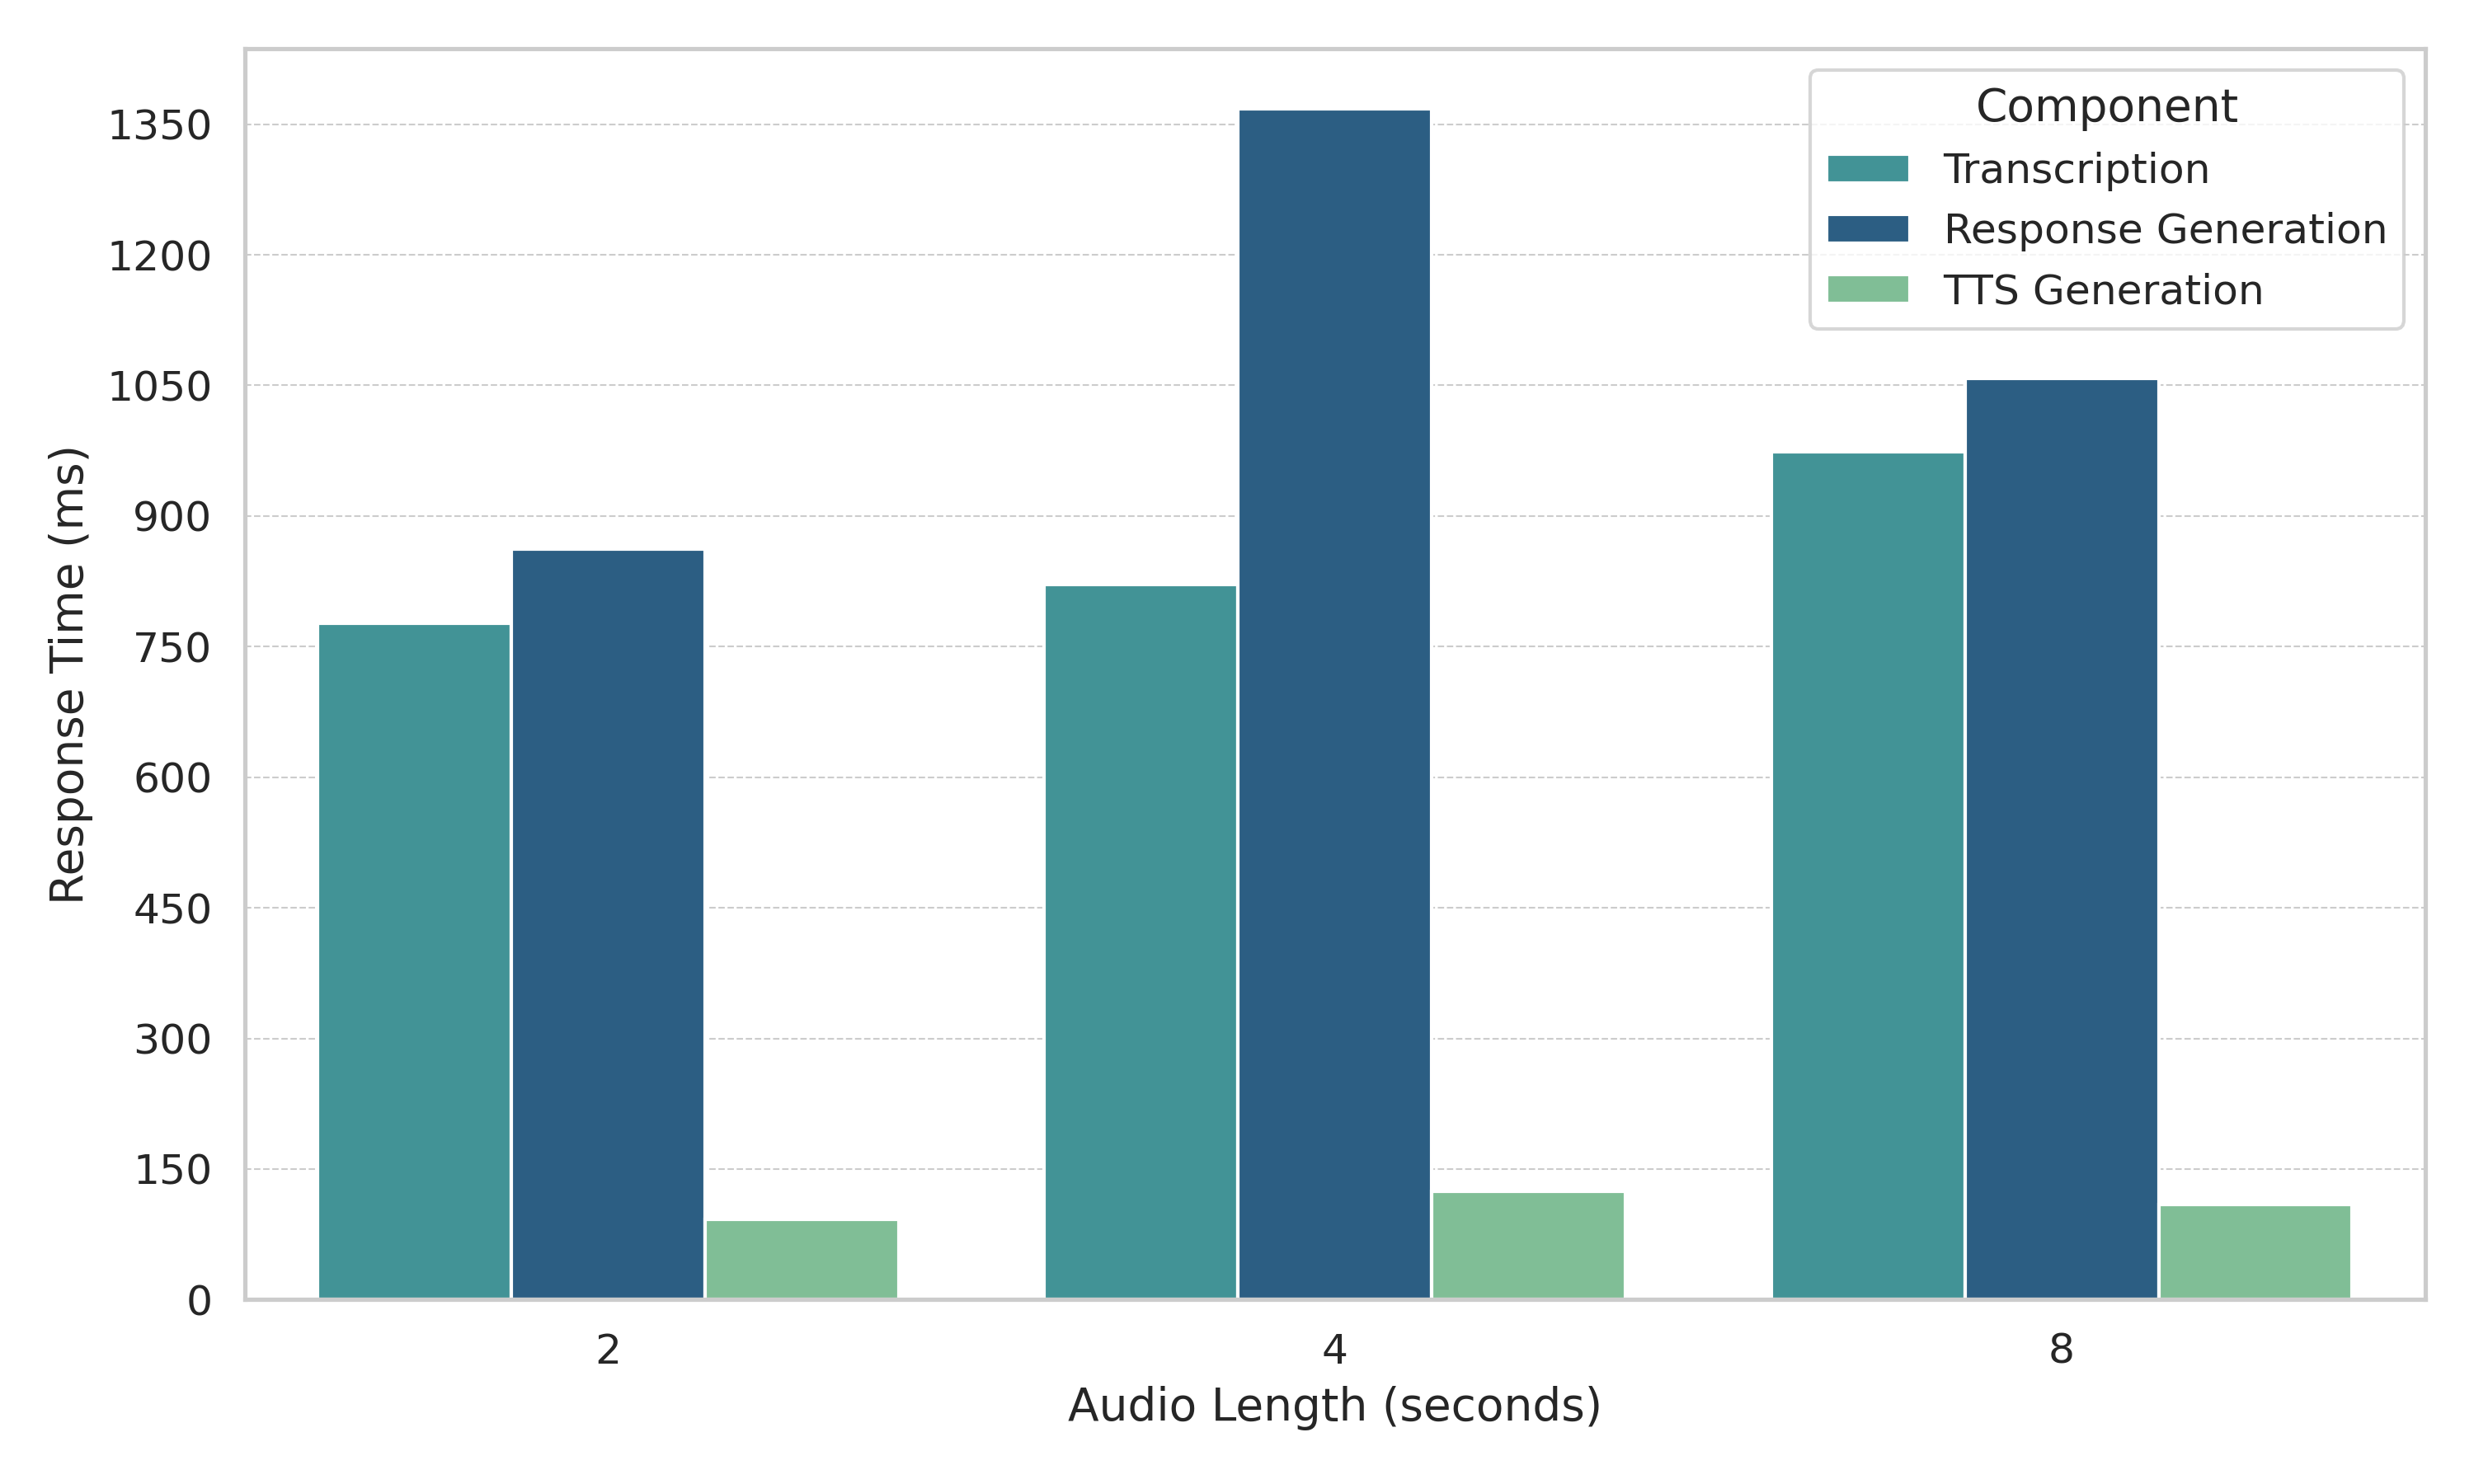 Component
Transcription
Response Generation
TTS Generation
Response Time (ms)
1350
1200
1050
900
750
600
450
300
150
0
2 4 8
Audio Length (seconds)